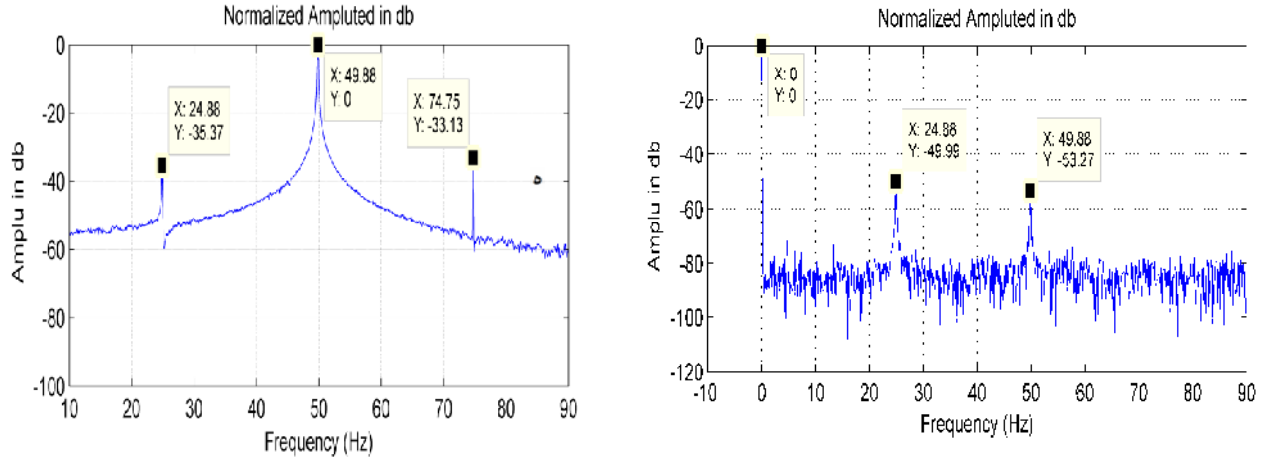 Normalized Ampluted in db
0
-20
-40
-60
-80
-100
Amplu in db
X: 24.88
Y: -35.37
X: 49.88
Y: 0
74.75
Y: -33.13
10
20
30
40
50
60
70
80
90
Frequency (Hz)
Normalized Ampluted in db
0
-20
-40
-60
-80
-100
-120
Amplu in db
X: 0
Y: 0
X: 24.88
Y: -49.99
X: 49.88
Y -53.27
-10
0
10
20
30
40
50
60
70
80
90
Frequency (Hz)